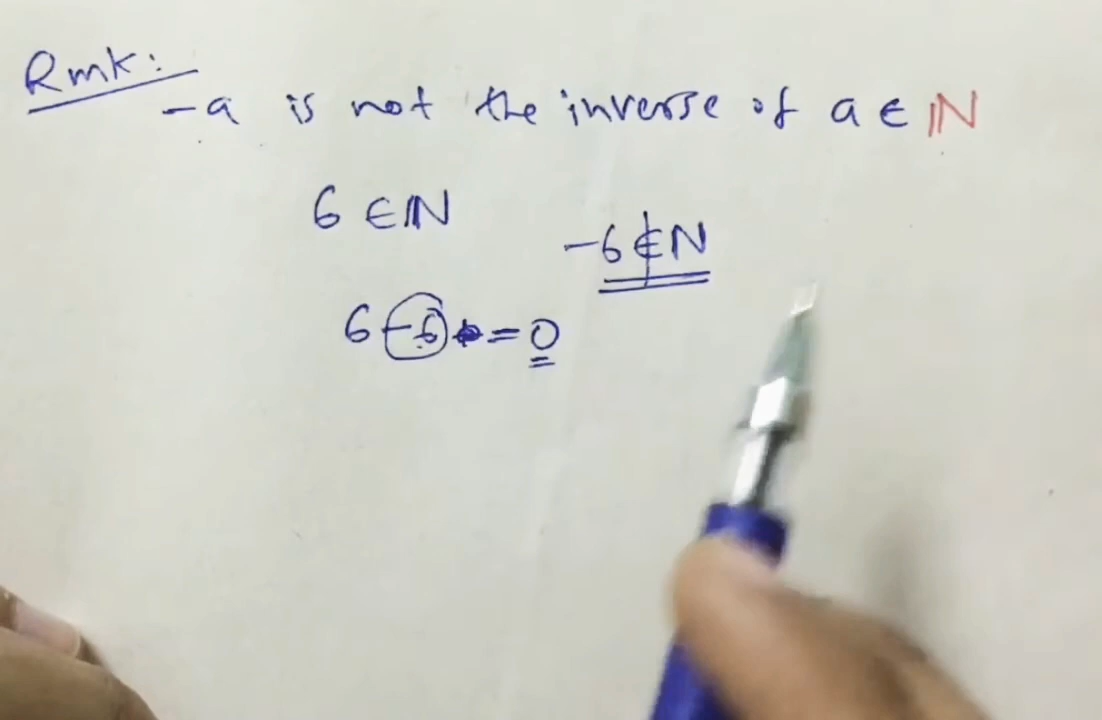 Rmk:
-a is not the inverse of a ∈ ℕ
6 ∈ ℕ
-6 ∉ N
6 -6 = 0